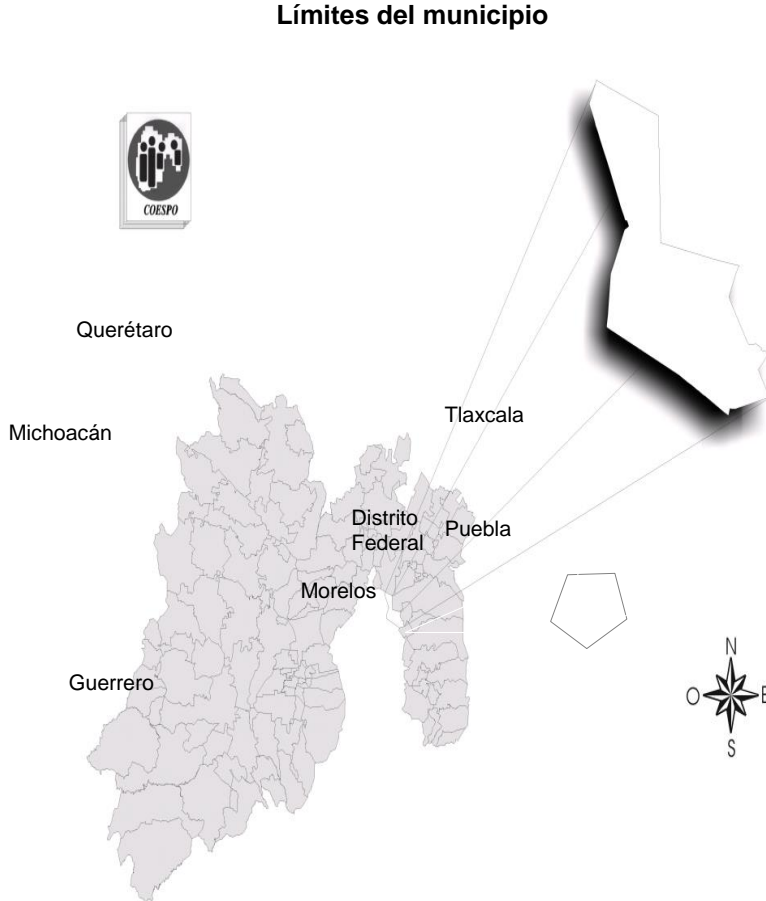 Límites del municipio
COESPO
Querétaro
Tlaxcala
Michoacán
Distrito
Federal
Puebla
Morelos
Guerrero
N
O
E
S